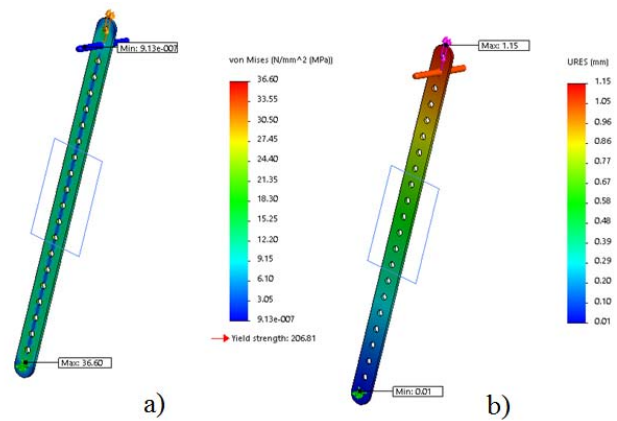 Min: 9.13e-007
von Mises (N/mm^2 (MPa))
36.60
33.55
30.50
27.45
24.40
21.35
18.30
15.25
12.20
9.15
6.10
3.05
9.13e-007
Yield strength: 206.81
Max: 36.60
a)
Max: 1.15
URES (mm)
1.15
1.05
0.96
0.86
0.77
0.67
0.58
0.48
0.39
0.29
0.20
0.10
0.01
Min: 0.01
b)